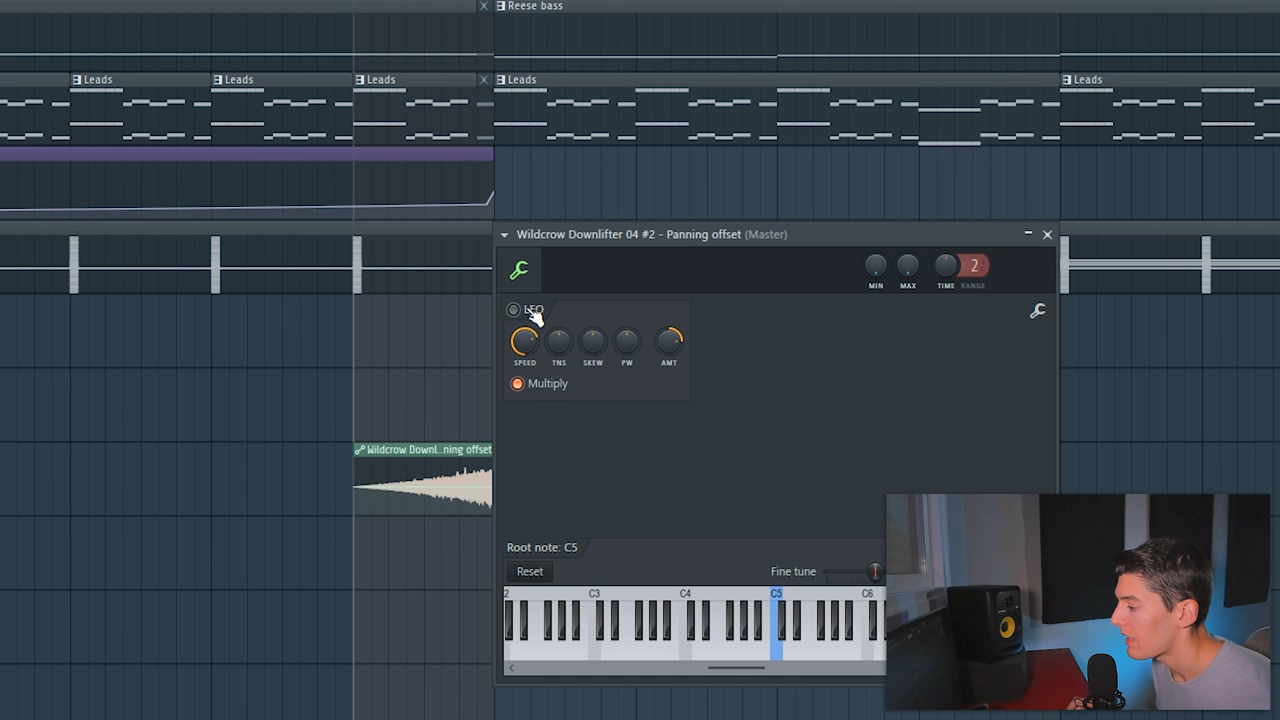 Reese bass
Leads
Leads
Leads
Leads
Leads
Wildcrow Downlifter 04 #2 - Panning offset (Master)
2
MIN
MAX
TIME
RANGE
LFO
SPEED
TNS
SKEW
PW
AMT
Multiply
Wildcrow Downl...ning offset
Root note: C5
Reset
Fine tune
2
C3
C4
C5
C6